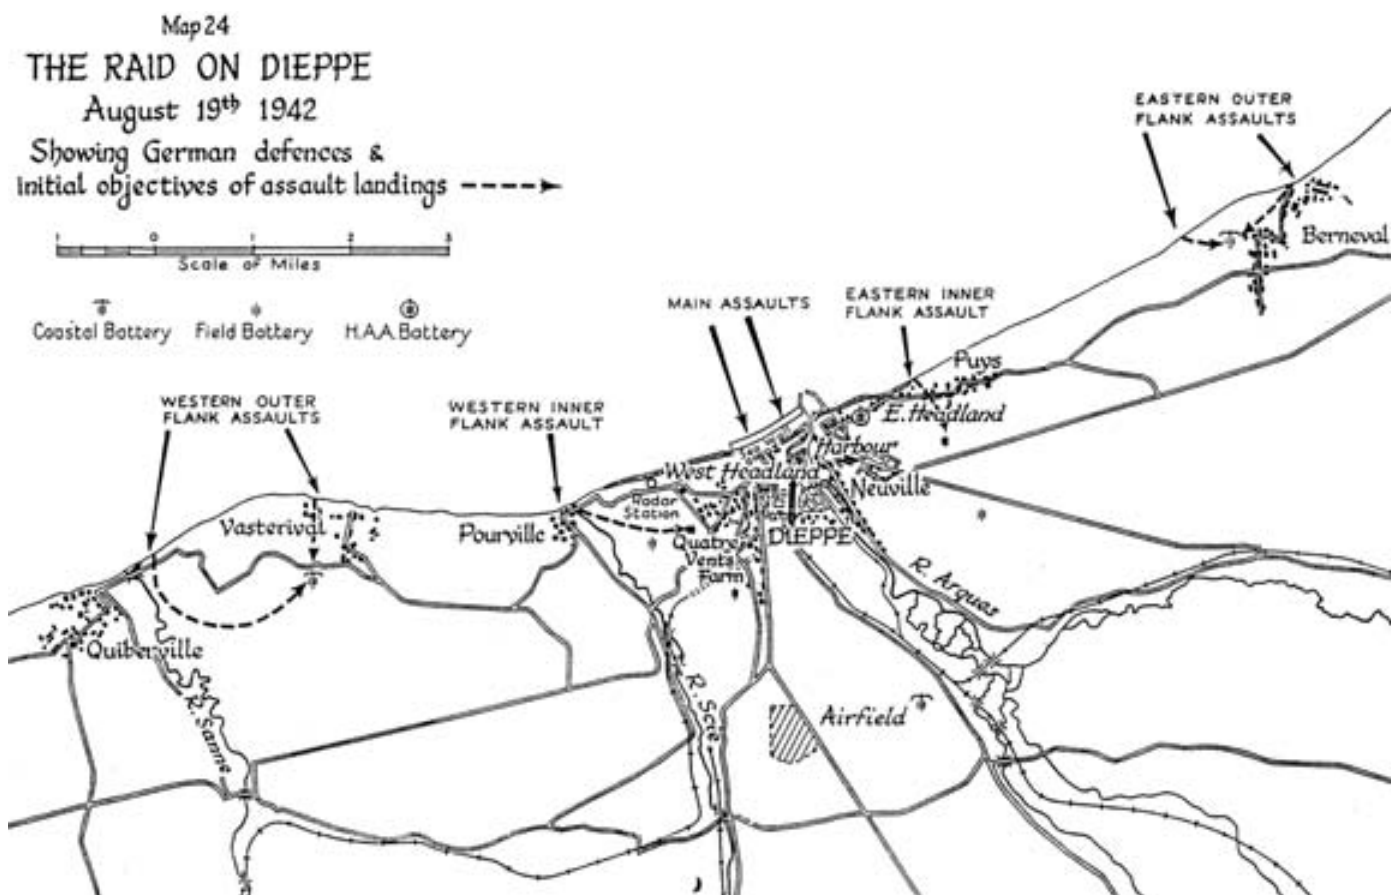 Map 24
THE RAID ON DIEPPE
August 19th 1942
Showing German defences &
initial objectives of assault landings
1 0 1 2 3
Scale of Miles
Coastal Battery Field Battery H.A.A. Battery
EASTERN OUTER
FLANK ASSAULTS
Berneval
MAIN ASSAULTS
EASTERN INNER
FLANK ASSAULT
Puys
E. Headland
Harbour
WESTERN OUTER
FLANK ASSAULTS
WESTERN INNER
FLANK ASSAULT
West Headland
Neuville
Radar
Station
Vasterival
Pourville
Quatre
Vents
Farm
DIEPPE
R. Arques
Quiberville
R. Sanne
R. Scie
Airfield